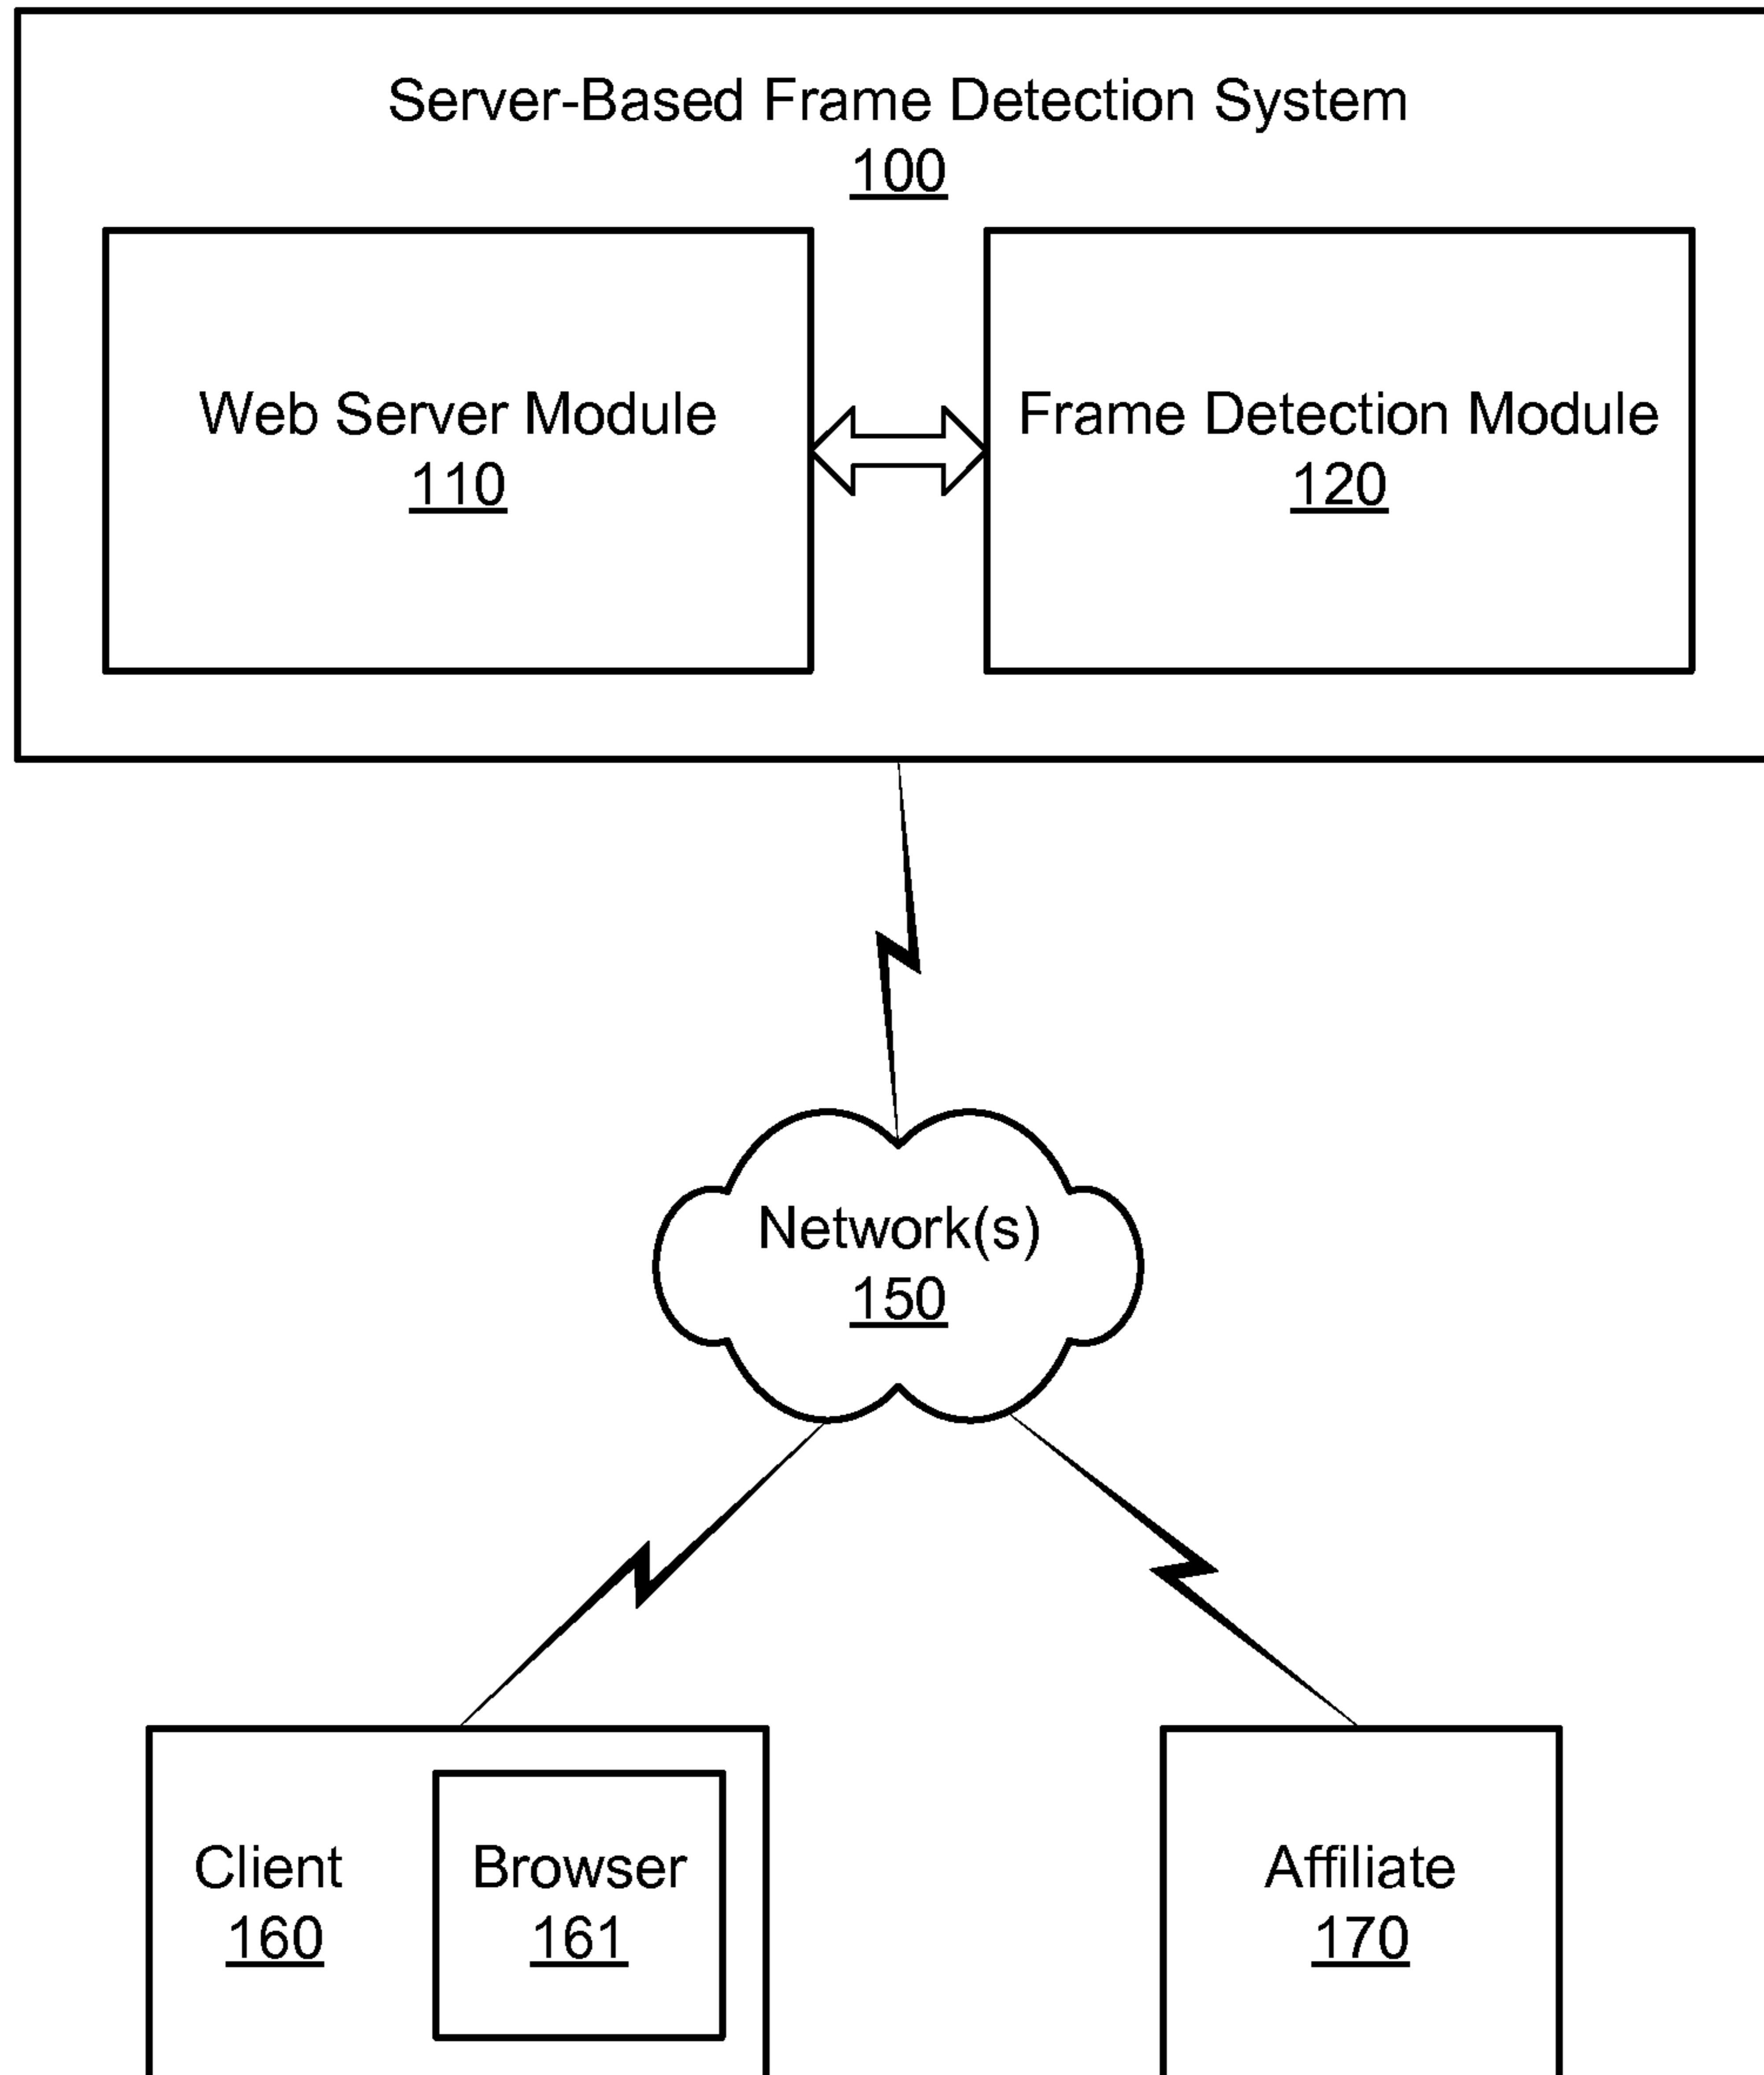 Server-Based Frame Detection System
100
Web Server Module
110
Frame Detection Module
120
Network(s)
150
Client
160
Browser
161
Affiliate
170